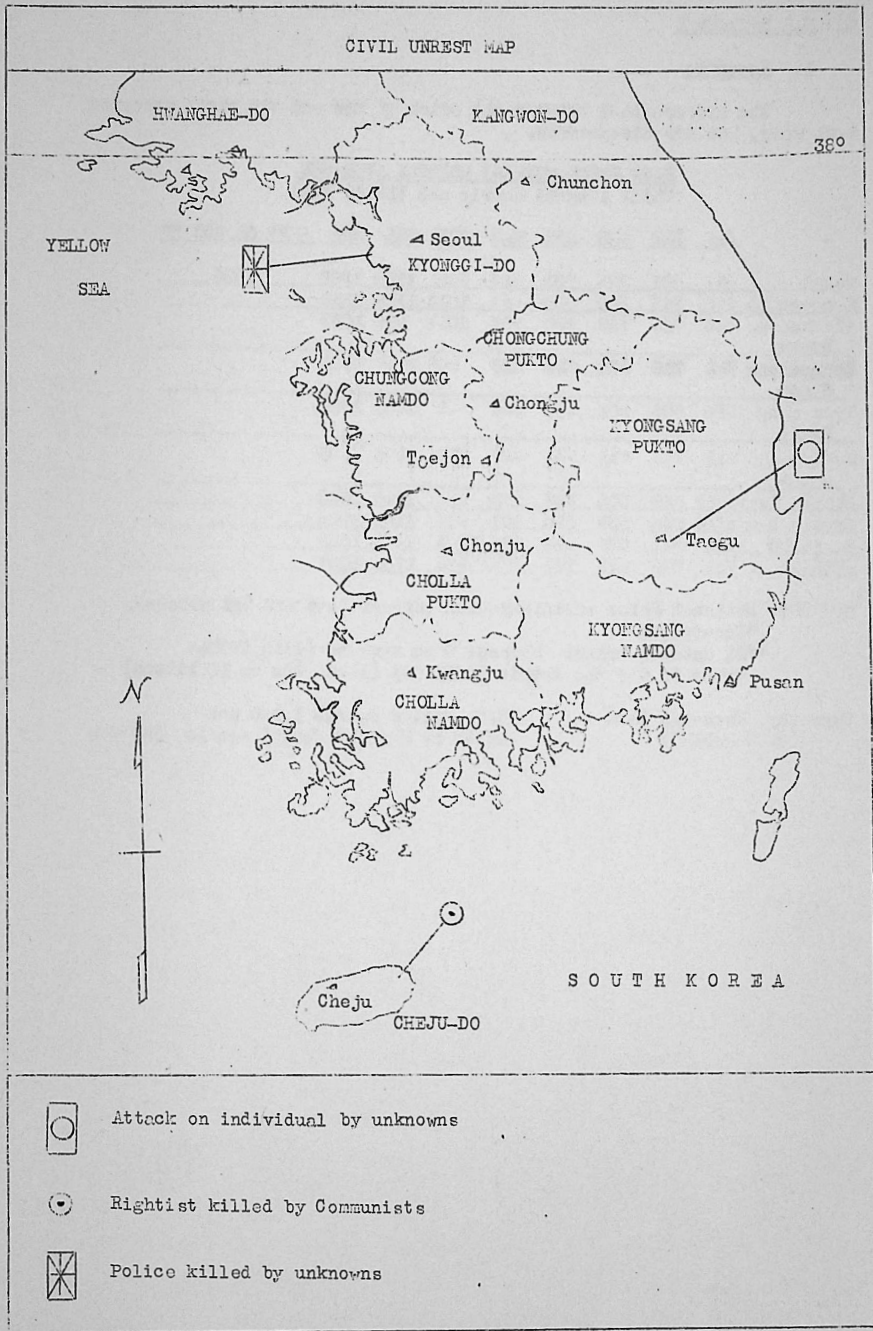 CIVIL UNREST MAP
HWANGHAE-DO
KANGWON-DO
38°
Chunchon
YELLOW
SEA
Seoul
KYONGGI-DO
CHONGCHUNG
PUKTO
CHUNGCONG
NAMDO
Chongju
KYONGSANG
PUKTO
Toejon
Taegu
Chonju
CHOLLA
PUKTO
KYONGSANG
NAMDO
Kwangju
Pusan
CHOLLA
NAMDO
N
SOUTH KOREA
Cheju
CHEJU-DO
Attack on individual by unknowns
Rightist killed by Communists
Police killed by unknowns